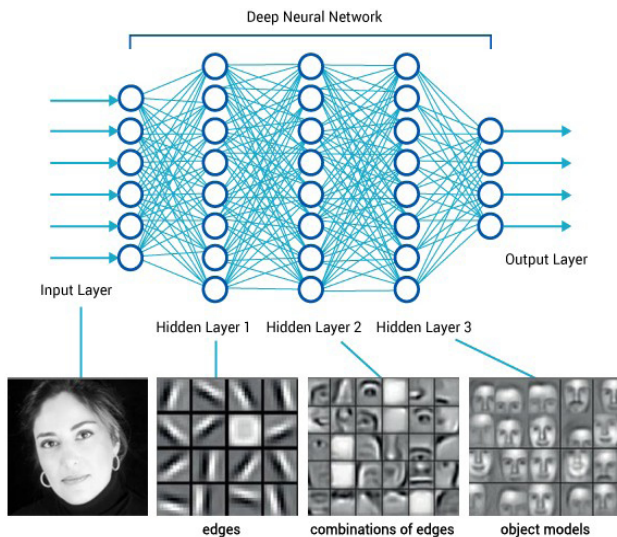 Deep Neural Network
Input Layer
Output Layer
Hidden Layer 1
Hidden Layer 2
Hidden Layer 3
edges
combinations of edges
object models